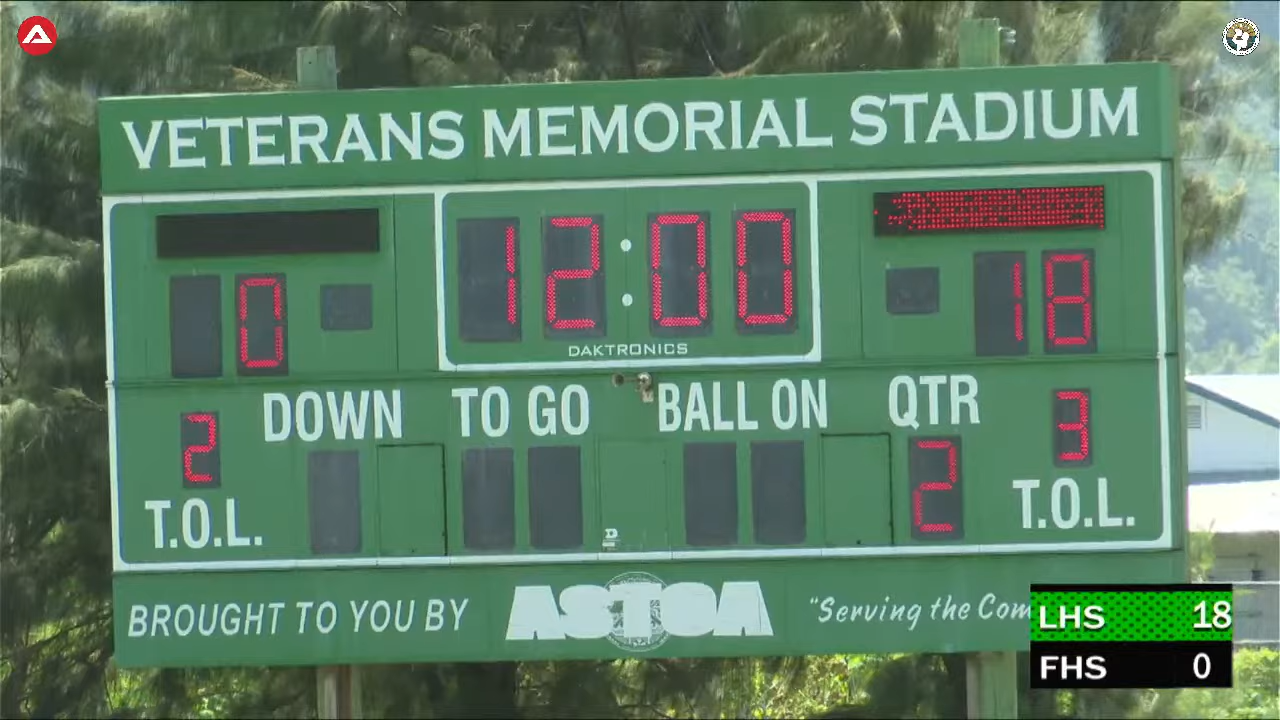 VETERANS MEMORIAL STADIUM
12:00
0
18
DAKTRONICS
DOWN TO GO BALL ON QTR
2
3
2
T.O.L.
T.O.L.
BROUGHT TO YOU BY ASTCA "Serving the Com
LHS 18
FHS 0